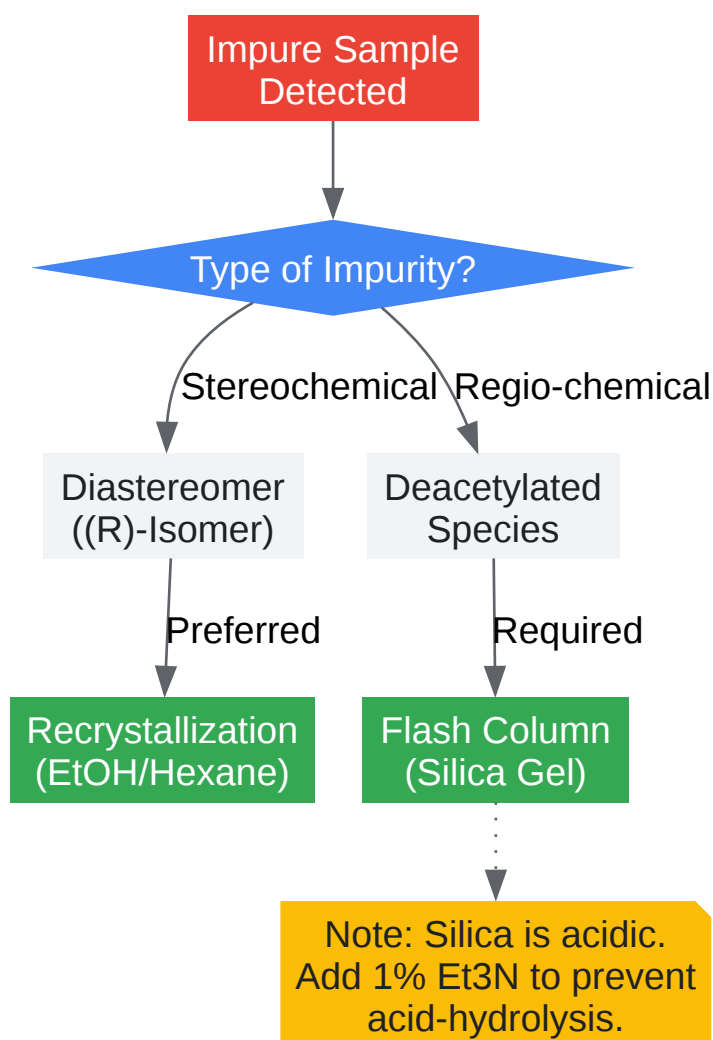 Impure Sample
Detected
Type of Impurity?
Stereochemical
Regio-chemical
Diastereomer
((R)-Isomer)
Deacetylated
Species
Preferred
Required
Recrystallization
(EtOH/Hexane)
Flash Column
(Silica Gel)
Note: Silica is acidic.
Add 1% Et3N to prevent
acid-hydrolysis.